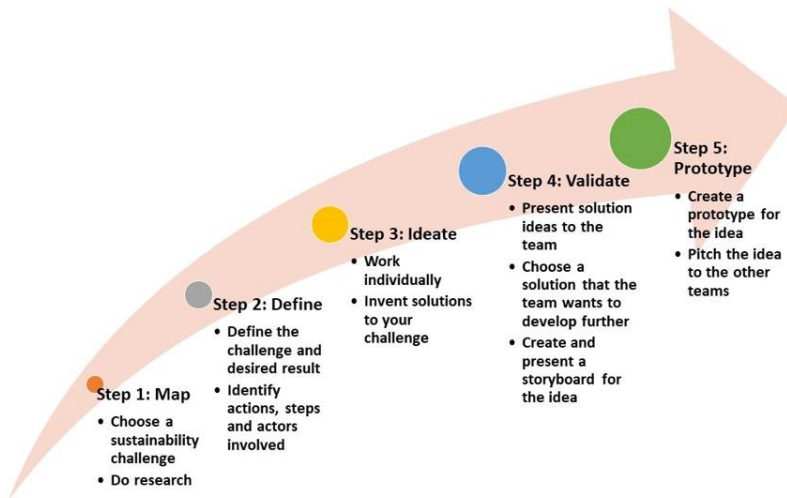 Step 1: Map
• Choose a
sustainability
challenge
• Do research
Step 2: Define
• Define the
challenge and
desired result
• Identify
actions, steps
and actors
involved
Step 3: Ideate
• Work
individually
• Invent solutions
to your
challenge
Step 4: Validate
• Present solution
ideas to the
team
• Choose a
solution that the
team wants to
develop further
• Create and
present a
storyboard for
the idea
Step 5:
Prototype
• Create a
prototype for
the idea
• Pitch the idea
to the other
teams